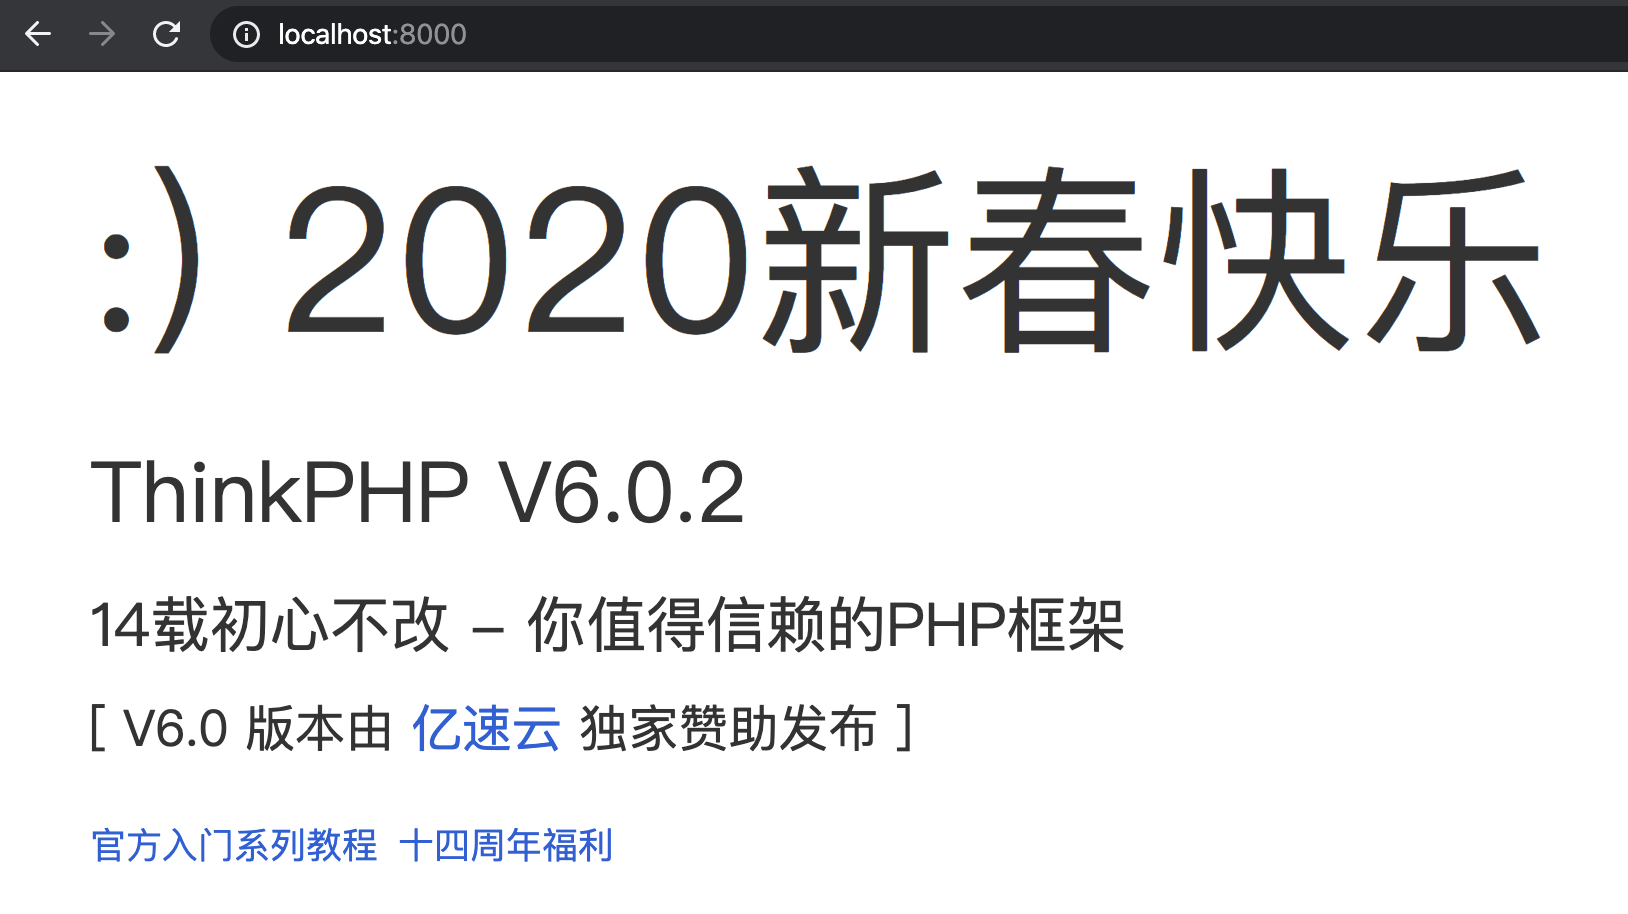 localhost:8000
:) 2020新春快乐
ThinkPHP V6.0.2
14载初心不改 - 你值得信赖的PHP框架
[ V6.0 版本由 亿速云 独家赞助发布 ]
官方入门系列教程 十四周年福利